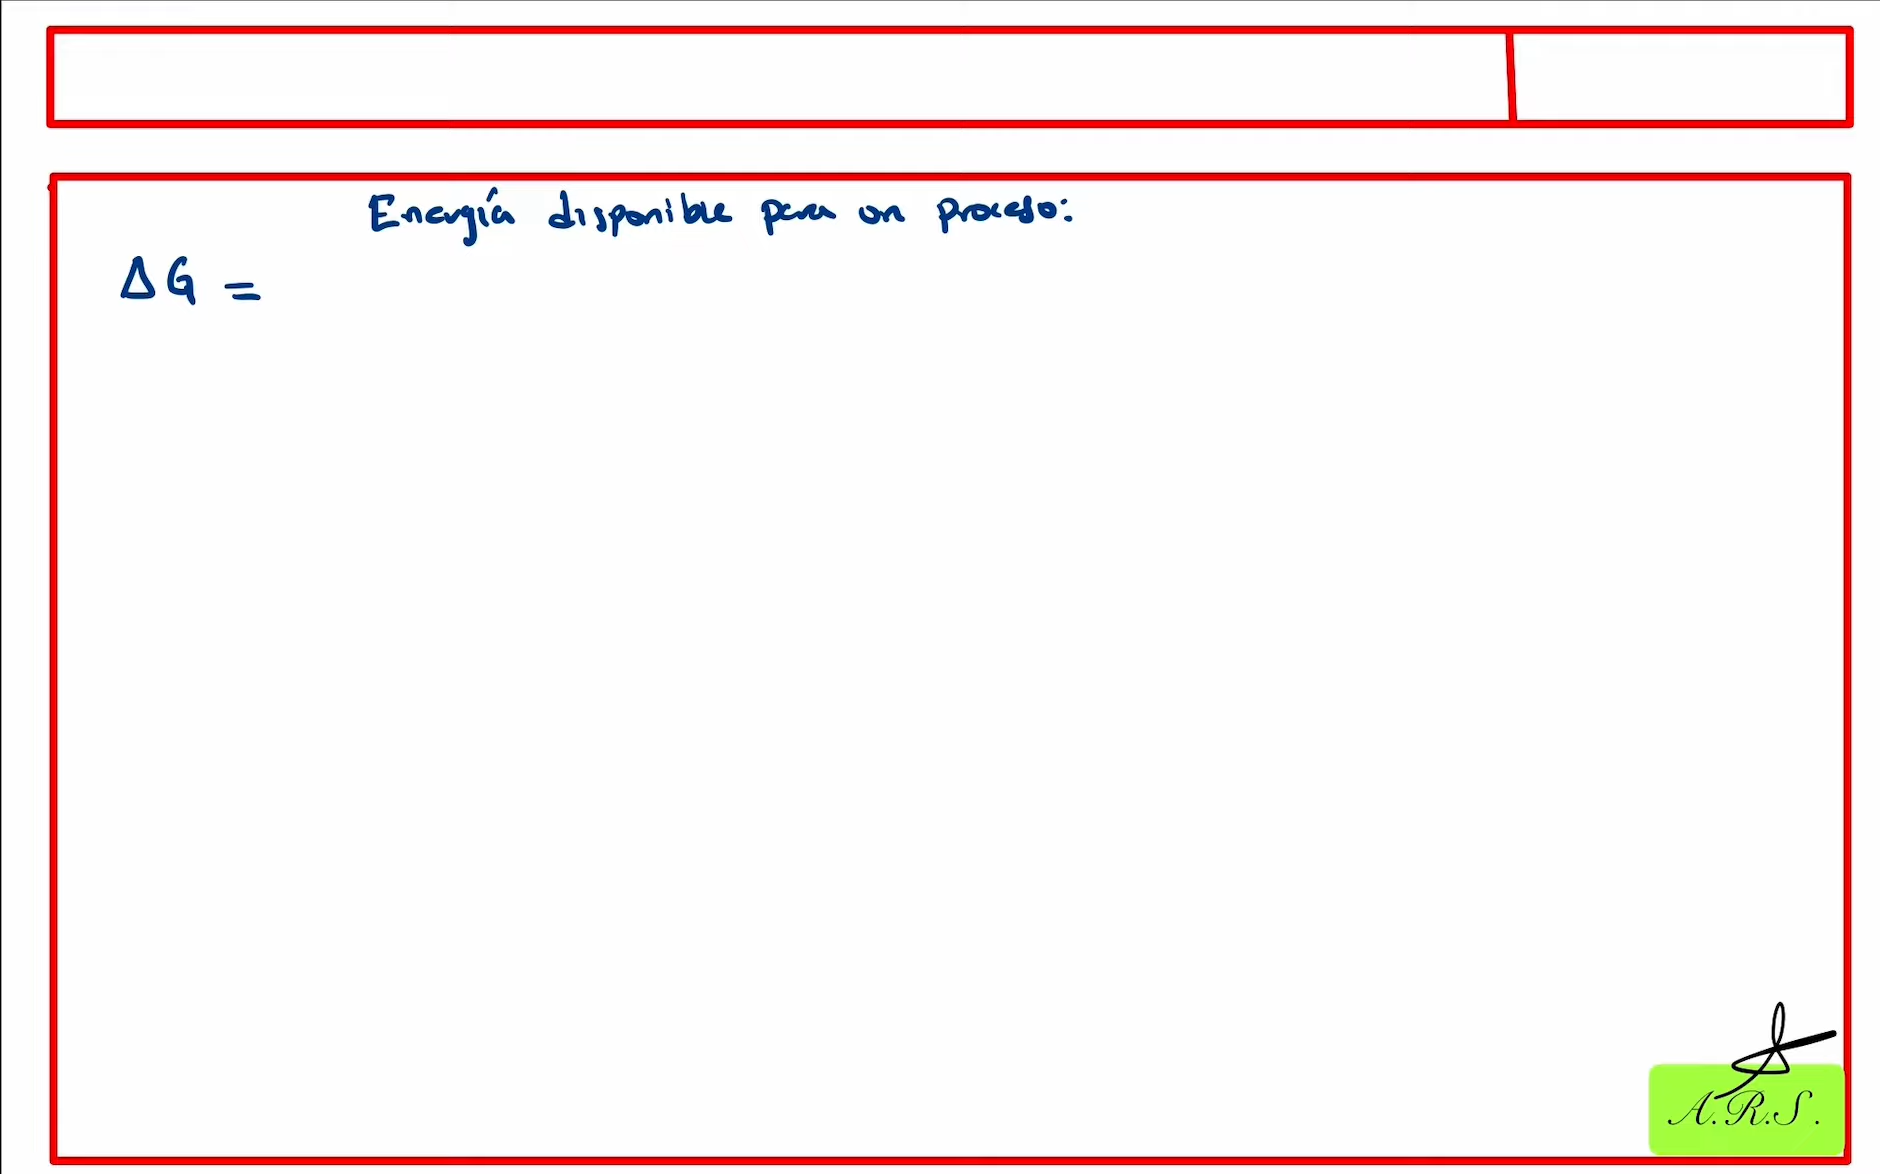 Energía disponible para un proceso:
ΔG =
A.R.S.